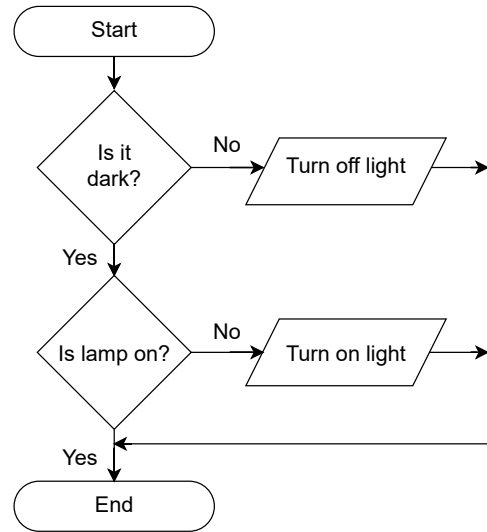 Start
Is it
dark?
No
Turn off light
Yes
Is lamp on?
No
Turn on light
Yes
End